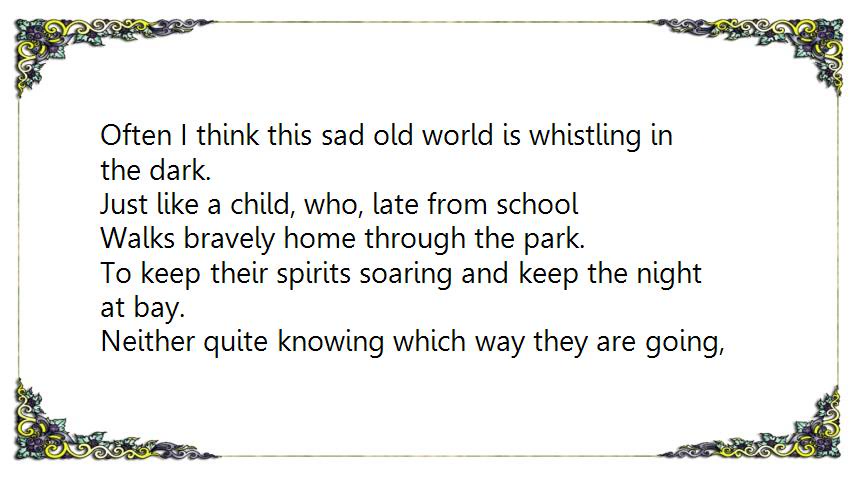 Often I think this sad old world is whistling in
the dark.
Just like a child, who, late from school
Walks bravely home through the park.
To keep their spirits soaring and keep the night
at bay.
Neither quite knowing which way they are going,